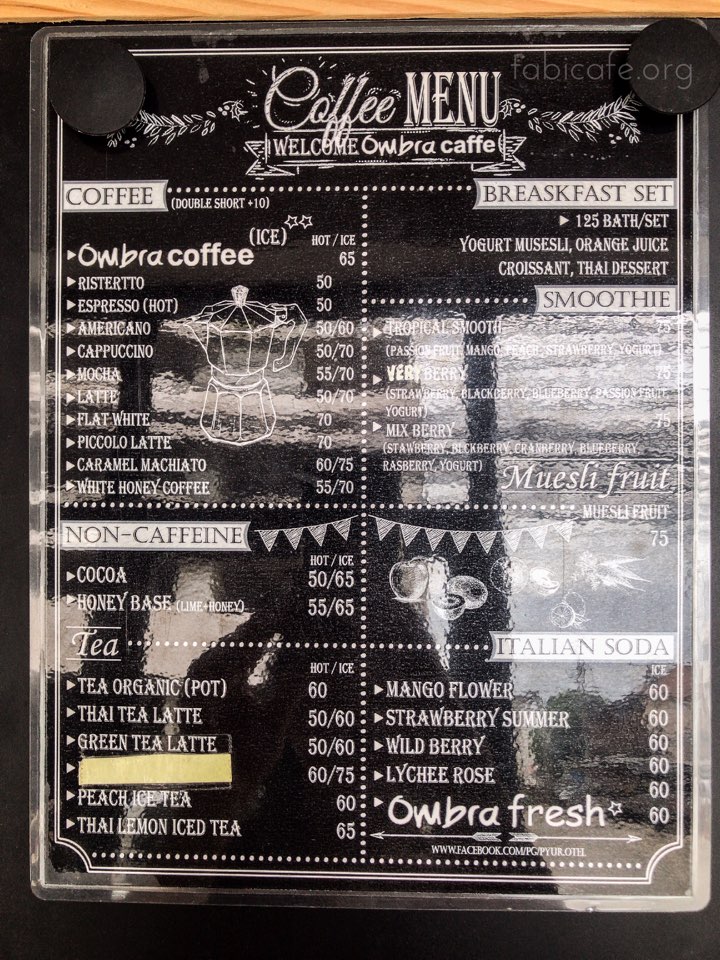 fabicafe.org
Coffee MENU
WELCOME Ombra caffe
COFFEE (DOUBLE SHORT +10)
(ICE) HOT / ICE
Ombra coffee 65
RISTERTTO 50
ESPRESSO (HOT) 50
AMERICANO 50/60
CAPPUCCINO 50/70
MOCHA 55/70
LATTE 50/70
FLAT WHITE 70
PICCOLO LATTE 70
CARAMEL MACHIATO 60/75
WHITE HONEY COFFEE 55/70
NON-CAFFEINE
HOT / ICE
COCOA 50/65
HONEY BASE (LIME+HONEY) 55/65
Tea
HOT / ICE
TEA ORGANIC (POT) 60
THAI TEA LATTE 50/60
GREEN TEA LATTE 50/60
60/75
PEACH ICE TEA 60
THAI LEMON ICED TEA 65
BREASKFAST SET
125 BATH/SET
YOGURT MUSESLI, ORANGE JUICE
CROISSANT, THAI DESSERT
SMOOTHIE
TROPICAL SMOOTH 75
(PASSION FRUIT, MANGO, PEACH, STRAWBERRY, YOGURT)
VERY BERRY 75
(STRAWBERRY, BLACKBERRY, BLUEBERRY, PASSION FRUIT,
YOGURT) 75
MIX BERRY
(STAWBERRY, BLCKBERRY, CRANBERRY, BLUEBERRY,
RASBERRY, YOGURT)
Muesli fruit
MUESLI FRUIT
75
ITALIAN SODA
ICE
MANGO FLOWER 60
STRAWBERRY SUMMER 60
WILD BERRY 60
LYCHEE ROSE 60
60
Ombra fresh 60
WWW.FACEBOOK.COM/PG/PYUR.OTEL